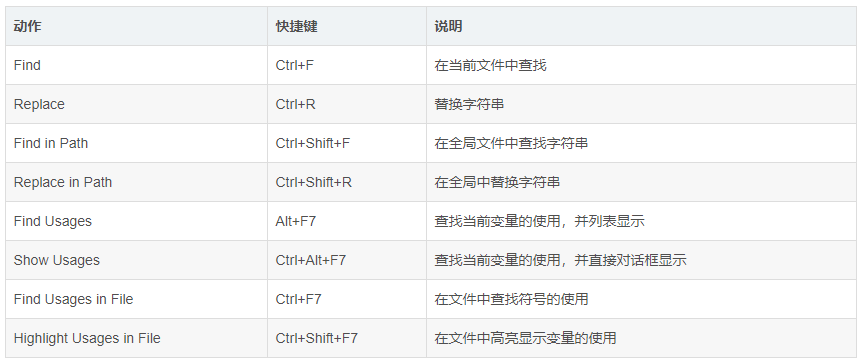 动作 快捷键 说明
Find Ctrl+F 在当前文件中查找
Replace Ctrl+R 替换字符串
Find in Path Ctrl+Shift+F 在全局文件中查找字符串
Replace in Path Ctrl+Shift+R 在全局中替换字符串
Find Usages Alt+F7 查找当前变量的使用，并列表显示
Show Usages Ctrl+Alt+F7 查找当前变量的使用，并直接对话框显示
Find Usages in File Ctrl+F7 在文件中查找符号的使用
Highlight Usages in File Ctrl+Shift+F7 在文件中高亮显示变量的使用